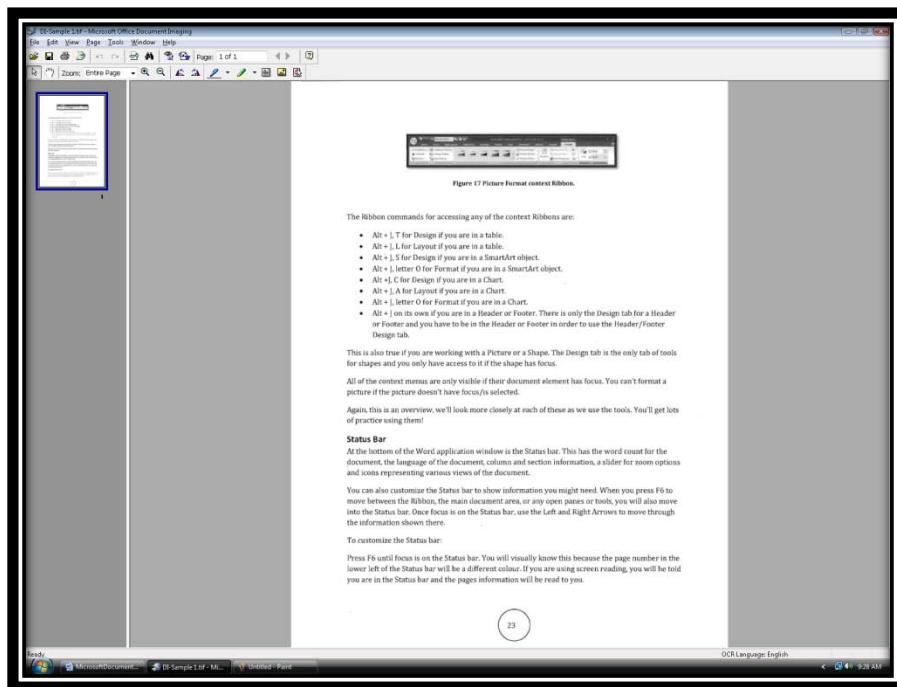 DI-Sample 1.tif - Microsoft Office Document Imaging
File Edit View Page Tools Window Help
Page: 1 of 1
Zoom: Entire Page
1
Figure 17 Picture Format context Ribbon.
The Ribbon commands for accessing any of the context Ribbons are:
• Alt + J, T for Design if you are in a table.
• Alt + J, L for Layout if you are in a table.
• Alt + J, S for Design if you are in a SmartArt object.
• Alt + J, letter O for Format if you are in a SmartArt object.
• Alt +J, C for Design if you are in a Chart.
• Alt + J, A for Layout if you are in a Chart.
• Alt + J, letter O for Format if you are in a Chart.
• Alt + J on its own if you are in a Header or Footer. There is only the Design tab for a Header
or Footer and you have to be in the Header or Footer in order to use the Header/Footer
Design tab.
This is also true if you are working with a Picture or a Shape. The Design tab is the only tab of tools
for shapes and you only have access to it if the shape has focus.
All of the context menus are only visible if their document element has focus. You can't format a
picture if the picture doesn't have focus/is selected.
Again, this is an overview, we'll look more closely at each of these as we use the tools. You'll get lots
of practice using them!
Status Bar
At the bottom of the Word application window is the Status bar. This has the word count for the
document, the language of the document, column and section information, a slider for zoom options
and icons representing various views of the document.
You can also customize the Status bar to show information you might need. When you press F6 to
move between the Ribbon, the main document area, or any open panes or tools, you will also move
into the Status bar. Once focus is on the Status bar, use the Left and Right Arrows to move through
the information shown there.
To customize the Status bar:
Press F6 until focus is on the Status bar. You will visually know this because the page number in the
lower left of the Status bar will be a different colour. If you are using screen reading, you will be told
you are in the Status bar and the pages information will be read to you.
23
Ready
OCR Language: English
MicrosoftDocument... DI-Sample 1.tif - Mi... Untitled - Paint
9:28 AM